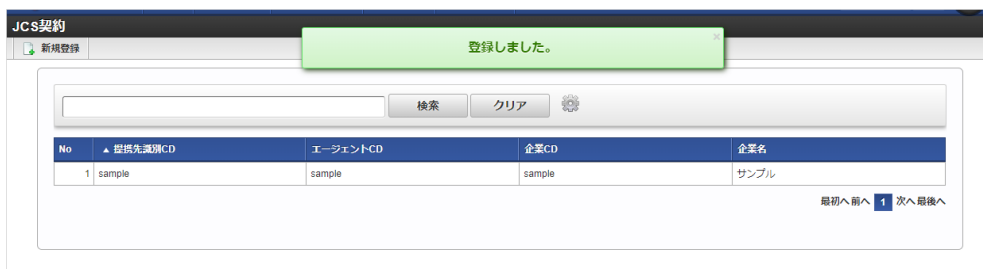 JCS契約
新規登録
登録しました。
×
検索 クリア
No ▲ 提携先識別CD エージェントCD 企業CD 企業名
1 sample sample sample サンプル
最初へ 前へ 1 次へ 最後へ